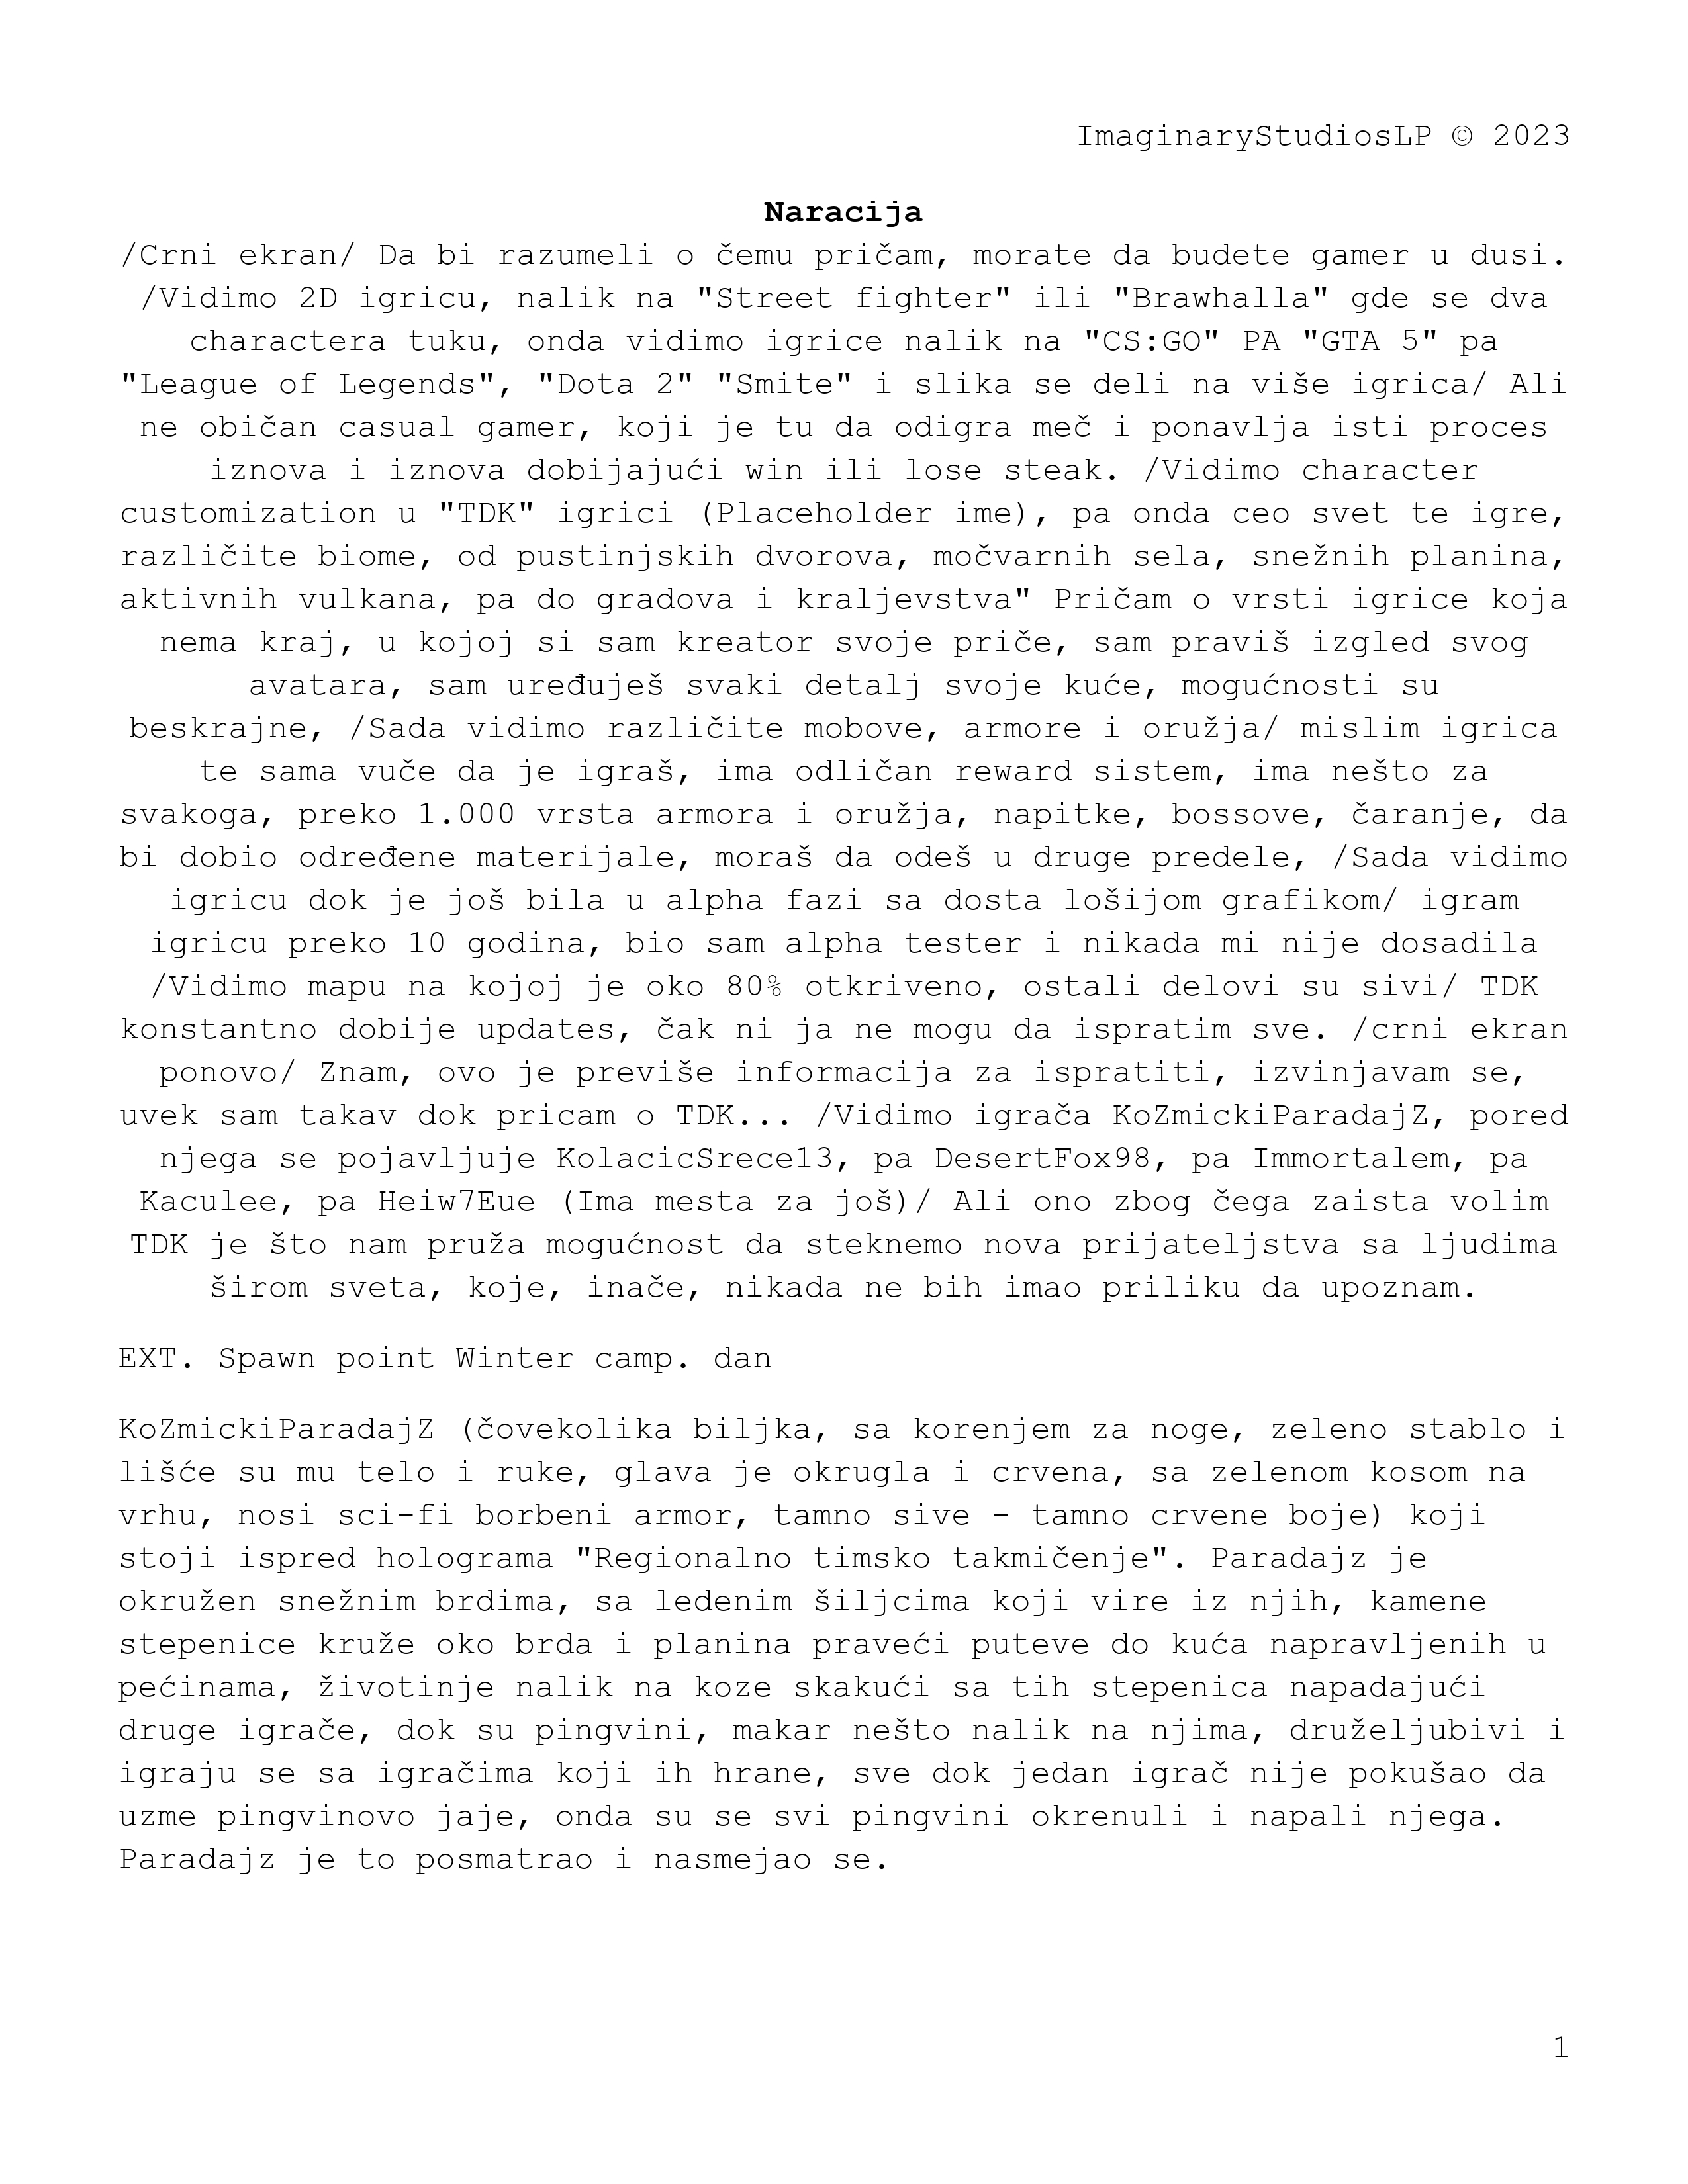 ImaginaryStudiosLP © 2023
Naracija
/Crni ekran/ Da bi razumeli o čemu pričam, morate da budete gamer u dusi.
/Vidimo 2D igricu, nalik na "Street fighter" ili "Brawhalla" gde se dva
charactera tuku, onda vidimo igrice nalik na "CS:GO" PA "GTA 5" pa
"League of Legends", "Dota 2" "Smite" i slika se deli na više igrica/ Ali
ne običan casual gamer, koji je tu da odigra meč i ponavlja isti proces
iznova i iznova dobijajući win ili lose steak. /Vidimo character
customization u "TDK" igrici (Placeholder ime), pa onda ceo svet te igre,
različite biome, od pustinjskih dvorova, močvarnih sela, snežnih planina,
aktivnih vulkana, pa do gradova i kraljevstva" Pričam o vrsti igrice koja
nema kraj, u kojoj si sam kreator svoje priče, sam praviš izgled svog
avatara, sam uređuješ svaki detalj svoje kuće, mogućnosti su
beskrajne, /Sada vidimo različite mobove, armore i oružja/ mislim igrica
te sama vuče da je igraš, ima odličan reward sistem, ima nešto za
svakoga, preko 1.000 vrsta armora i oružja, napitke, bossove, čaranje, da
bi dobio određene materijale, moraš da odeš u druge predele, /Sada vidimo
igricu dok je još bila u alpha fazi sa dosta lošijom grafikom/ igram
igricu preko 10 godina, bio sam alpha tester i nikada mi nije dosadila
/Vidimo mapu na kojoj je oko 80% otkriveno, ostali delovi su sivi/ TDK
konstantno dobije updates, čak ni ja ne mogu da ispratim sve. /crni ekran
ponovo/ Znam, ovo je previše informacija za ispratiti, izvinjavam se,
uvek sam takav dok pricam o TDK... /Vidimo igrača KoZmickiParadajZ, pored
njega se pojavljuje KolacicSrece13, pa DesertFox98, pa Immortalem, pa
Kaculee, pa Heiw7Eue (Ima mesta za još)/ Ali ono zbog čega zaista volim
TDK je što nam pruža mogućnost da steknemo nova prijateljstva sa ljudima
širom sveta, koje, inače, nikada ne bih imao priliku da upoznam.
EXT. Spawn point Winter camp. dan
KoZmickiParadajZ (čovekolika biljka, sa korenjem za noge, zeleno stablo i
lišće su mu telo i ruke, glava je okrugla i crvena, sa zelenom kosom na
vrhu, nosi sci-fi borbeni armor, tamno sive - tamno crvene boje) koji
stoji ispred holograma "Regionalno timsko takmičenje". Paradajz je
okružen snežnim brdima, sa ledenim šiljcima koji vire iz njih, kamene
stepenice kruže oko brda i planina praveći puteve do kuća napravljenih u
pećinama, životinje nalik na koze skakući sa tih stepenica napadajući
druge igrače, dok su pingvini, makar nešto nalik na njima, druželjubivi i
igraju se sa igračima koji ih hrane, sve dok jedan igrač nije pokušao da
uzme pingvinovo jaje, onda su se svi pingvini okrenuli i napali njega.
Paradajz je to posmatrao i nasmejao se.
1